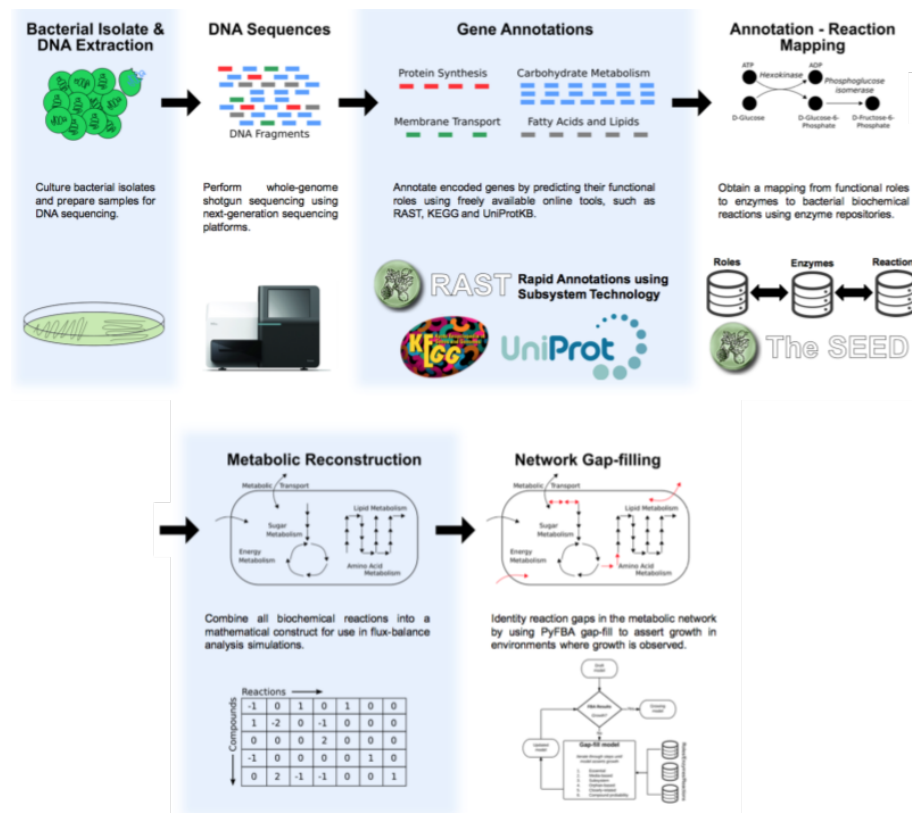 Bacterial Isolate &
DNA Extraction
DNA Sequences
Gene Annotations
Annotation - Reaction
Mapping
DNA Fragments
Protein Synthesis
Carbohydrate Metabolism
Membrane Transport
Fatty Acids and Lipids
ATP
ADP
Hexokinase
Phosphoglucose
isomerase
D-Glucose
D-Glucose-6-
Phosphate
D-Fructose-6-
Phosphate
Culture bacterial isolates
and prepare samples for
DNA sequencing.
Perform whole-genome
shotgun sequencing using
next-generation sequencing
platforms.
Annotate encoded genes by predicting their functional
roles using freely available online tools, such as
RAST, KEGG and UniProtKB.
Obtain a mapping from functional roles
to enzymes to bacterial biochemical
reactions using enzyme repositories.
RAST
Rapid Annotations using
Subsystem Technology
KEGG
UniProt
Roles
Enzymes
Reaction
The SEED
Metabolic Reconstruction
Network Gap-filling
Metabolic Transport
Sugar
Metabolism
Lipid Metabolism
Energy
Metabolism
Amino Acid
Metabolism
Metabolic Transport
Sugar
Metabolism
Lipid Metabolism
Energy
Metabolism
Amino Acid
Metabolism
Combine all biochemical reactions into a
mathematical construct for use in flux-balance
analysis simulations.
Identity reaction gaps in the metabolic network
by using PyFBA gap-fill to assert growth in
environments where growth is observed.
Reactions
Compounds
-1 0 1 0 1 0 0
1 -2 0 -1 0 0 0
0 0 0 2 0 0 0
-1 0 0 0 0 1 0
0 2 -1 -1 0 0 1
FBA Results
Growth?
Gap-fill model